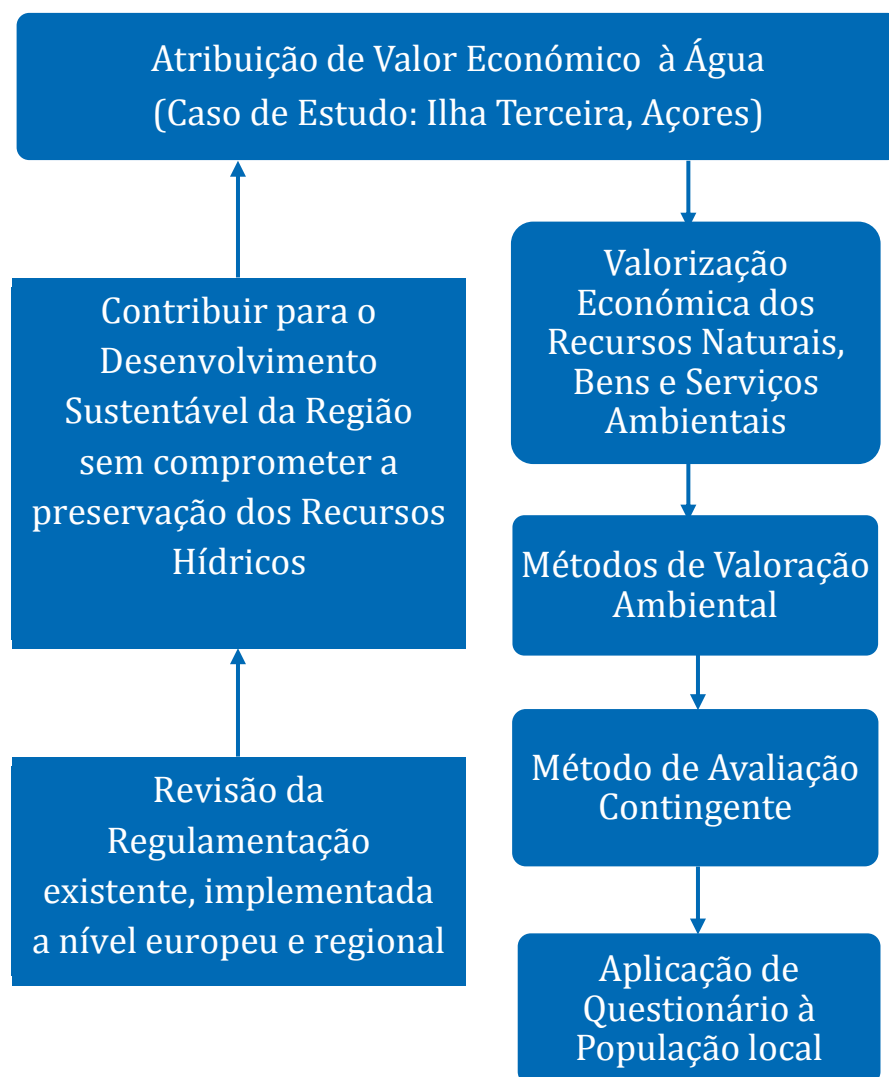 Atribuição de Valor Económico à Água
(Caso de Estudo: Ilha Terceira, Açores)
Contribuir para o
Desenvolvimento
Sustentável da Região
sem comprometer a
preservação dos Recursos
Hídricos
Revisão da
Regulamentação
existente, implementada
a nível europeu e regional
Valorização
Económica dos
Recursos Naturais,
Bens e Serviços
Ambientais
Métodos de Valoração
Ambiental
Método de Avaliação
Contingente
Aplicação de
Questionário à
População local